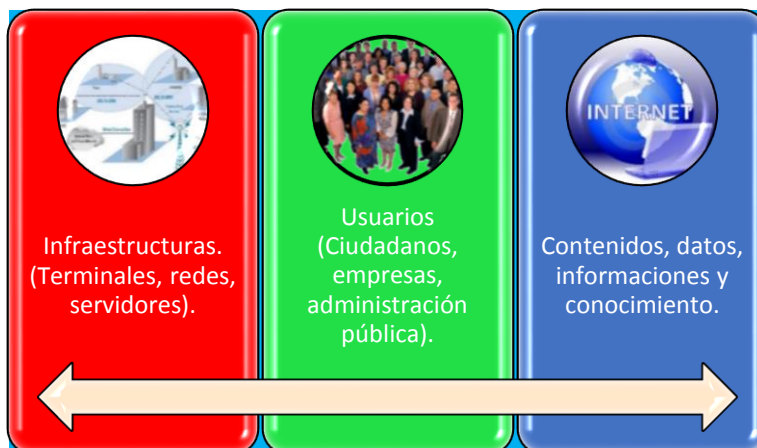 Infraestructuras.
(Terminales, redes,
servidores).
Usuarios
(Ciudadanos,
empresas,
administración
pública).
INTERNET
Contenidos, datos,
informaciones y
conocimiento.